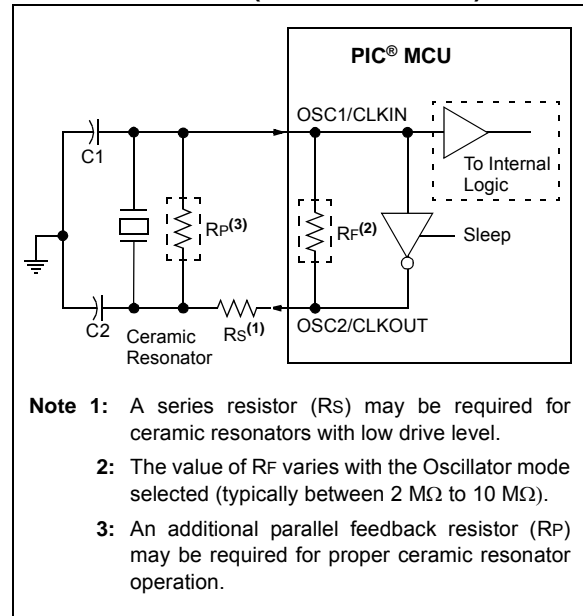 PIC® MCU
OSC1/CLKIN
C1
To Internal
Logic
RP(3)
RF(2)
Sleep
C2
Ceramic
Resonator
RS(1)
OSC2/CLKOUT
Note 1: A series resistor (RS) may be required for
ceramic resonators with low drive level.
2: The value of RF varies with the Oscillator mode
selected (typically between 2 MΩ to 10 MΩ).
3: An additional parallel feedback resistor (RP)
may be required for proper ceramic resonator
operation.